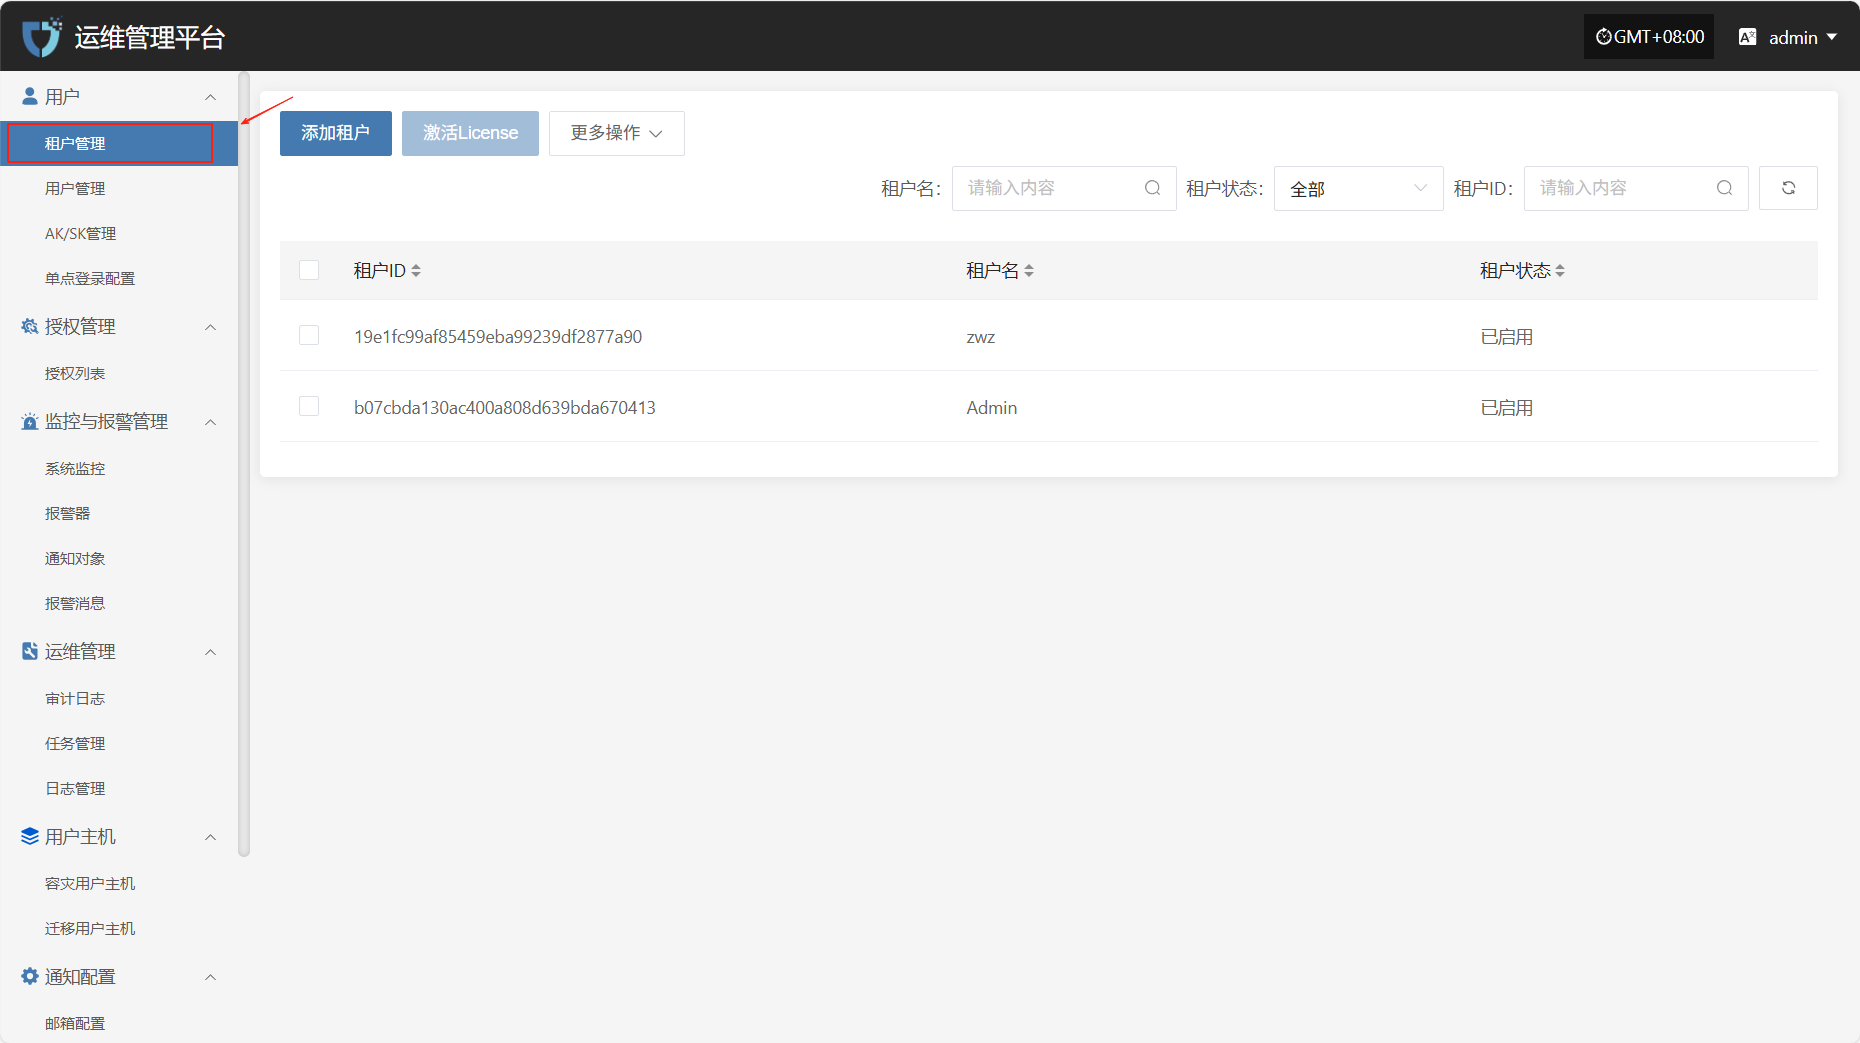 运维管理平台
GMT+08:00
admin
用户
租户管理
用户管理
AK/SK管理
单点登录配置
授权管理
授权列表
监控与报警管理
系统监控
报警器
通知对象
报警消息
运维管理
审计日志
任务管理
日志管理
用户主机
容灾用户主机
迁移用户主机
通知配置
邮箱配置
添加租户 激活License 更多操作
租户名: 请输入内容 租户状态: 全部 租户ID: 请输入内容
租户ID 租户名 租户状态
19e1fc99af85459eba99239df2877a90 zwz 已启用
b07cbda130ac400a808d639bda670413 Admin 已启用